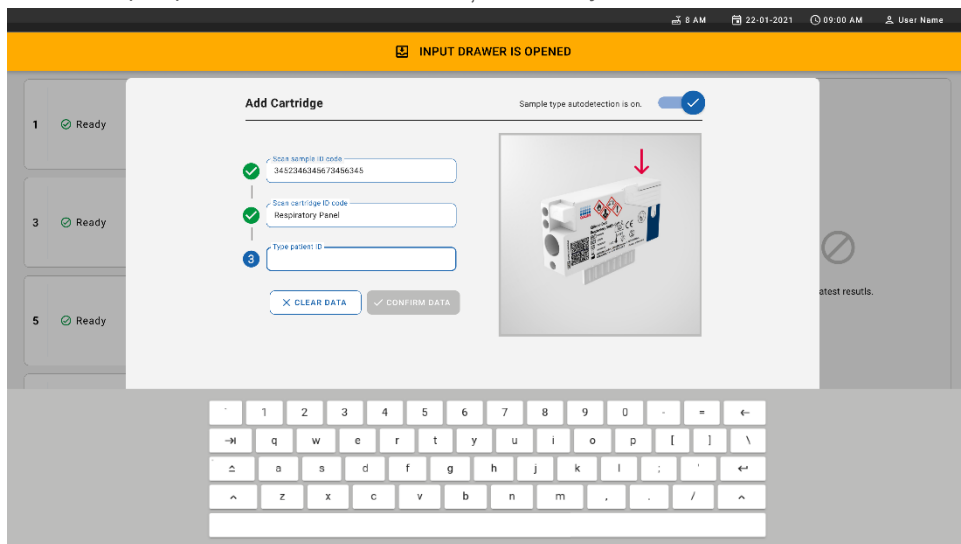 8 AM 22-01-2021 09:00 AM User Name
INPUT DRAWER IS OPENED
Add Cartridge
Sample type autodetection is on.
1 Ready
Scan sample ID code
3452346345673456345
Scan cartridge ID code
Respiratory Panel
3 Ready
Type patient ID
3
CLEAR DATA CONFIRM DATA
atest resutls.
5 Ready
` 1 2 3 4 5 6 7 8 9 0 - =
q w e r t y u i o p [ ] \
a s d f g h j k l ; '
z x c v b n m , . /